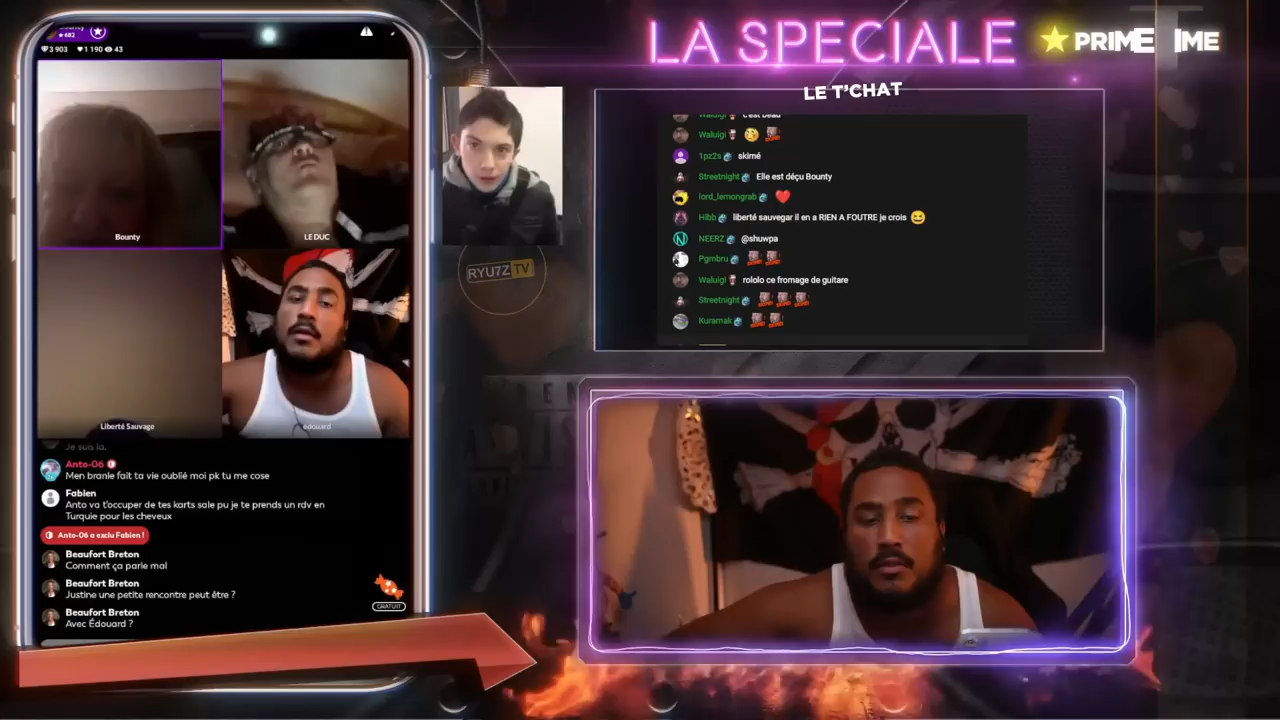 682
3 903 1 190 43
Bounty
LE DUC
Liberté Sauvage
édouard
Je suis la.
Anto-06
Men branle fait ta vie oublié moi pk tu me cose
Fabien
Anto va t'occuper de tes karts sale pu je te prends un rdv en
Turquie pour les cheveux
Anto-06 a exclu Fabien !
Beaufort Breton
Comment ça parle mal
Beaufort Breton
Justine une petite rencontre peut être ?
Beaufort Breton
Avec Édouard ?
GRATUIT
RYU7Z TV
LA SPECIALE
PRIME TIME
LE T'CHAT
Waluigi c'est beau
Waluigi
1pz2s skimé
Streetnight Elle est déçu Bounty
lord_lemongrab
Hibb liberté sauvegar il en a RIEN A FOUTRE je crois
NEERZ @shuwpa
Pgmbru
Waluigi rololo ce fromage de guitare
Streetnight
Kuramak